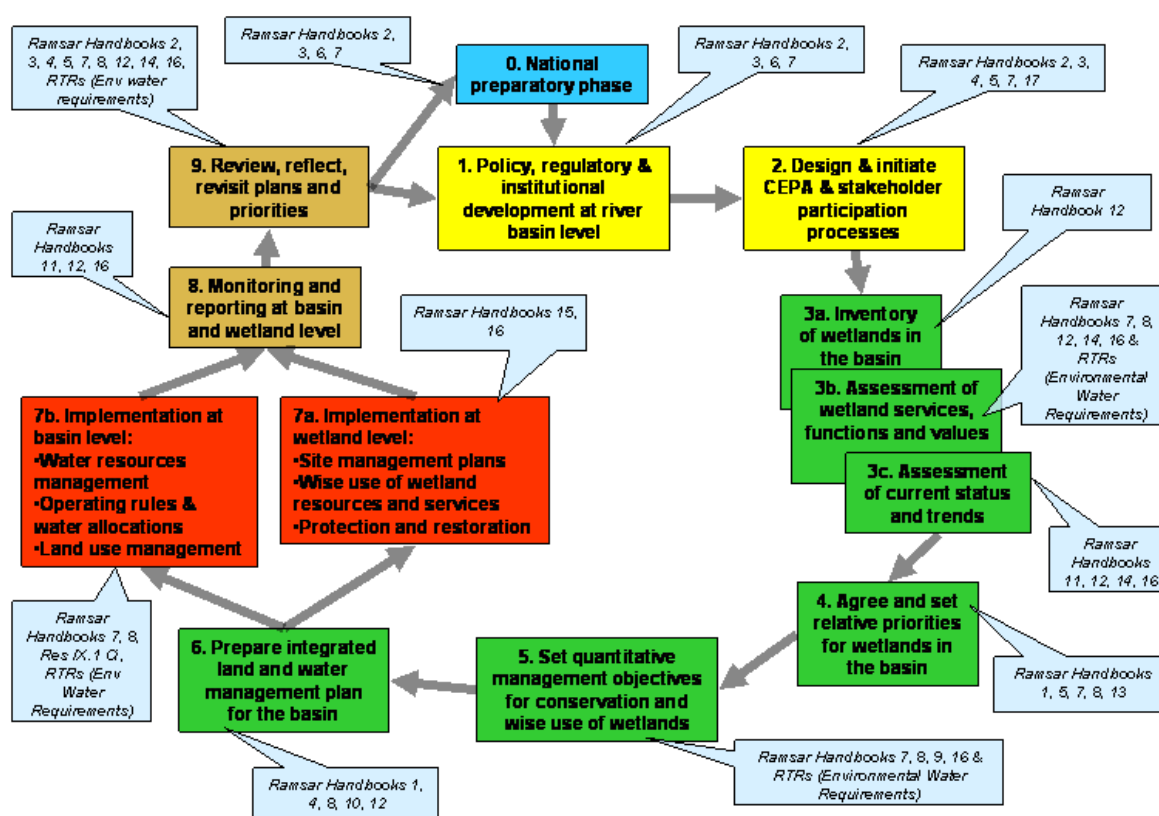 Ramsar Handbooks 2,
3, 4, 5, 7, 8, 12, 14, 16,
RTRs (Env water
requirements)
Ramsar Handbooks 2,
3, 6, 7
0. National
preparatory phase
Ramsar Handbooks 2,
3, 6, 7
Ramsar Handbooks 2, 3,
4, 5, 7, 17
9. Review, reflect,
revisit plans and
priorities
1. Policy, regulatory &
institutional
development at river
basin level
2. Design & initiate
CEPA & stakeholder
participation
processes
Ramsar
Handbook 12
Ramsar
Handbooks
11, 12, 16
8. Monitoring and
reporting at basin
and wetland level
Ramsar Handbooks 15,
16
3a. Inventory
of wetlands in
the basin
Ramsar
Handbooks 7, 8,
12, 14, 16 &
RTRs
(Environmental
Water
Requirements)
3b. Assessment of
wetland services,
functions and values
3c. Assessment
of current status
and trends
Ramsar
Handbooks
11, 12, 14, 16
7b. Implementation at
basin level:
•Water resources
management
•Operating rules &
water allocations
•Land use management
7a. Implementation at
wetland level:
•Site management plans
•Wise use of wetland
resources and services
•Protection and restoration
Ramsar
Handbooks 7, 8,
Res IX.1 Ci,
RTRs (Env
Water
Requirements)
6. Prepare integrated
land and water
management plan
for the basin
5. Set quantitative
management objectives
for conservation and
wise use of wetlands
4. Agree and set
relative priorities
for wetlands in
the basin
Ramsar Handbooks
1, 5, 7, 8, 13
Ramsar Handbooks 1,
4, 8, 10, 12
Ramsar Handbooks 7, 8, 9, 16 &
RTRs (Environmental Water
Requirements)